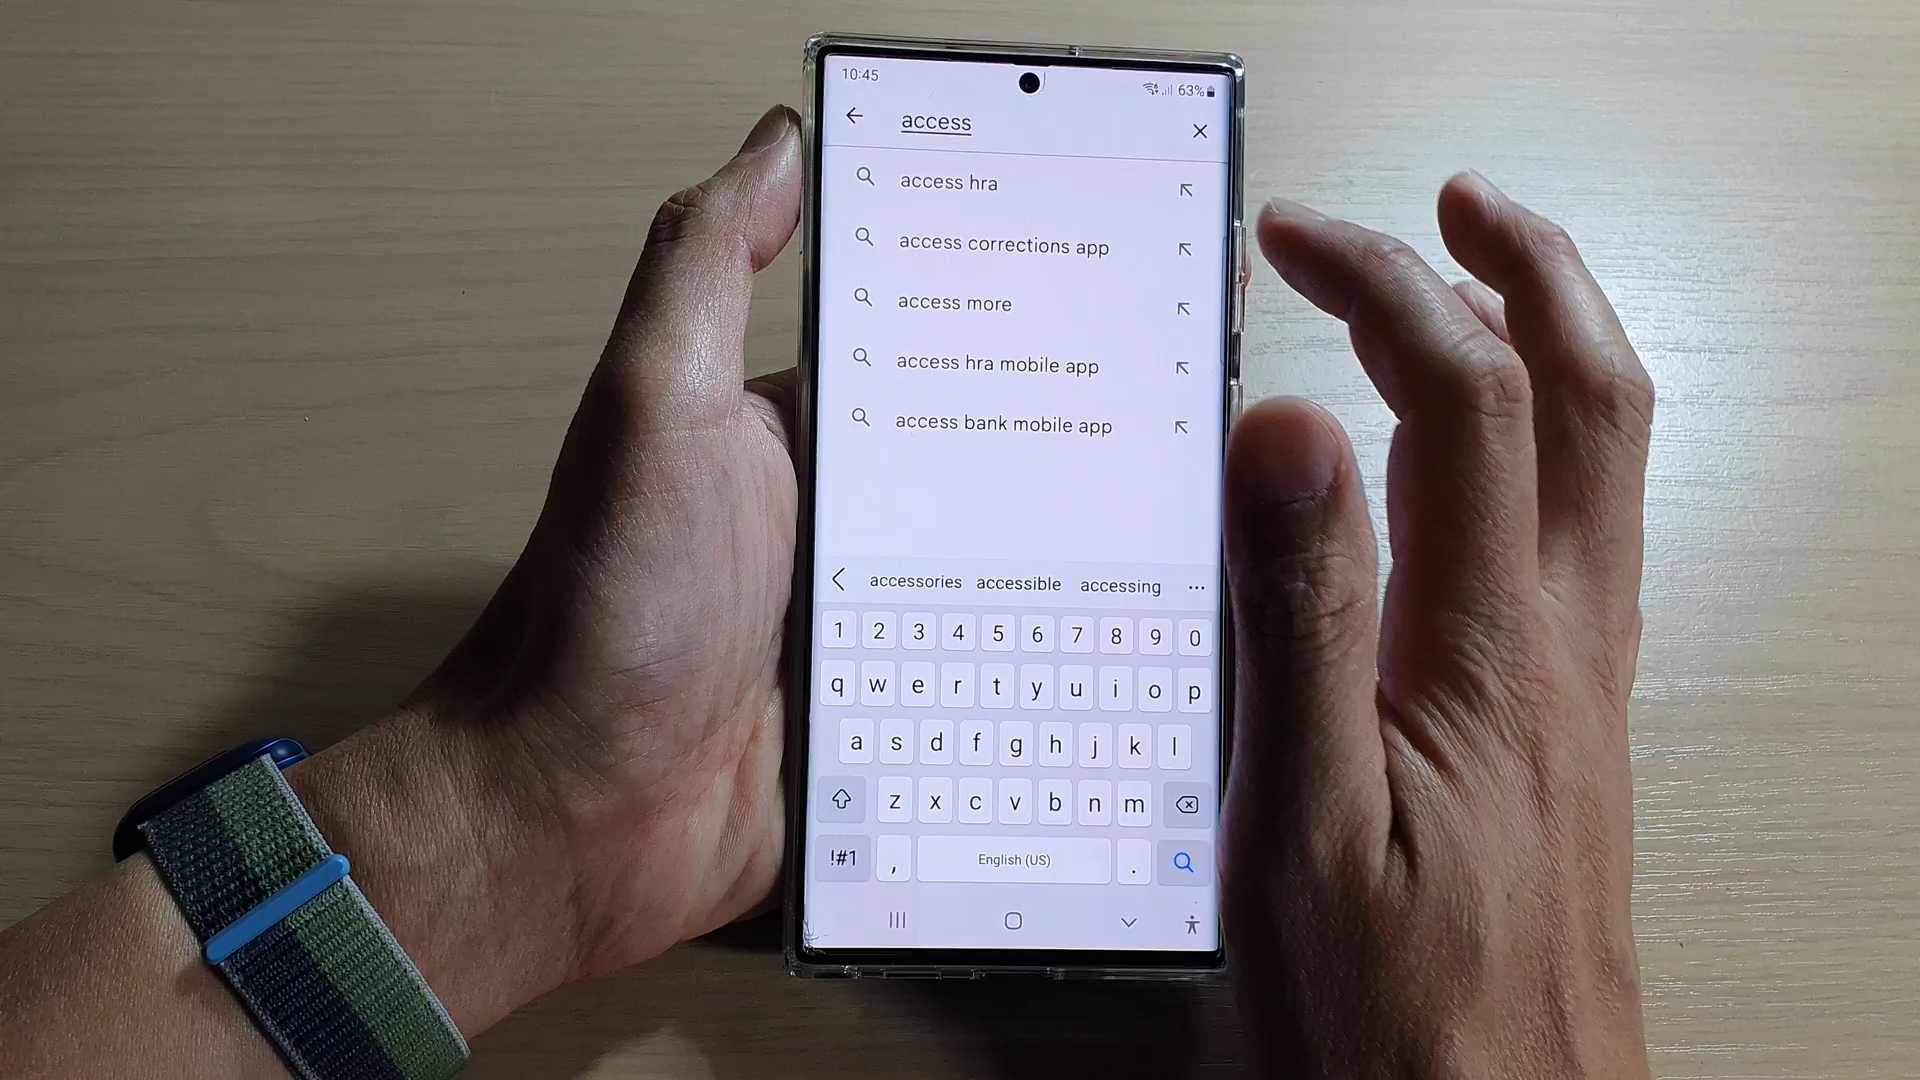 10:45
63%
access
access hra
access corrections app
access more
access hra mobile app
access bank mobile app
accessories accessible accessing ...
1 2 3 4 5 6 7 8 9 0
q w e r t y u i o p
a s d f g h j k l
z x c v b n m
!#1 , English (US) .